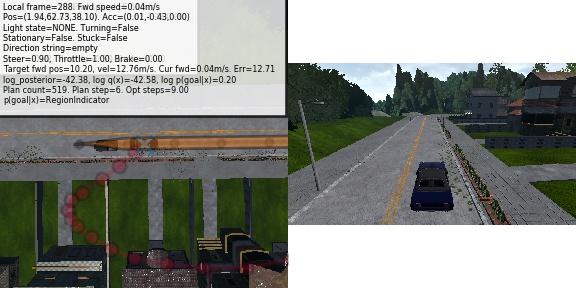 Local frame=288. Fwd speed=0.04m/s
Pos=(1.94,62.73,38.10). Acc=(0.01,-0.43,0.00)
Light state=NONE. Turning=False
Stationary=False. Stuck=False
Direction string=empty
Steer=0.90, Throttle=1.00, Brake=0.00
Target fwd pos=10.20, vel=12.76m/s. Cur fwd=0.04m/s. Err=12.71
log_posterior=-42.38, log q(x)=-42.58, log p(goal|x)=0.20
Plan count=519. Plan step=6. Opt steps=9.00
p(goal|x)=RegionIndicator